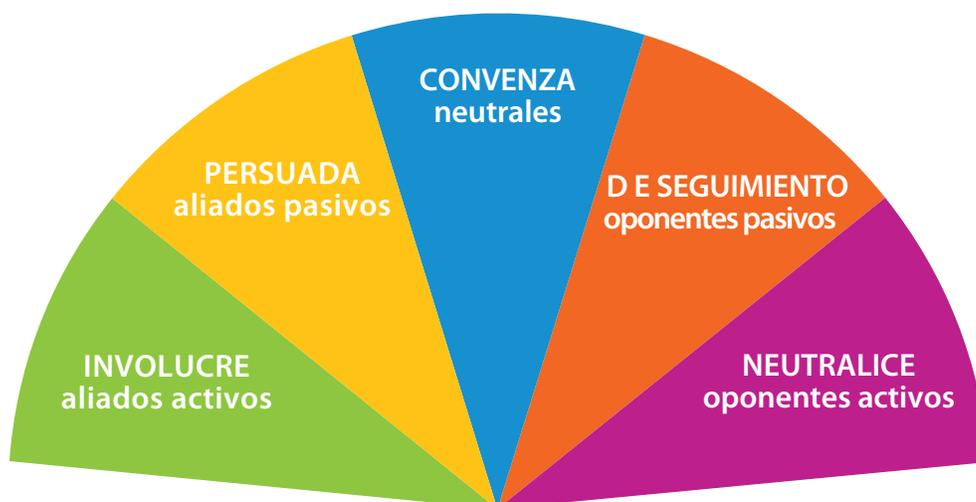 CONVENZA
neutrales
PERSUADA
aliados pasivos
D E SEGUIMIENTO
oponentes pasivos
INVOLUCRE
aliados activos
NEUTRALICE
oponentes activos